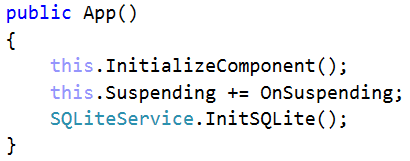 public App()
{
    this.InitializeComponent();
    this.Suspending += OnSuspending;
    SQLiteService.InitSQLite();
}